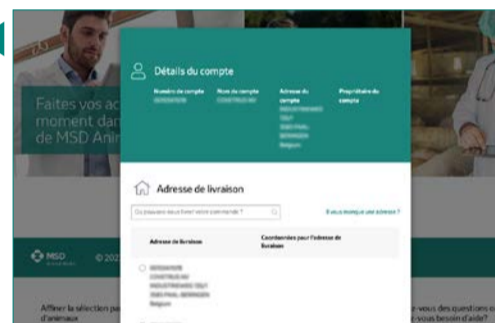 Faites vos ac
moment dan
de MSD Anir
Détails du compte
Numéro de compte
Nom du compte
Adresse du
compte
Propriétaire du
compte
Belgium
Adresse de livraison
Où pouvons-nous livrer votre commande ?
Il vous manque une adresse ?
Adresse de livraison
Coordonnées pour l'adresse de
livraison
Belgium
MSD
© 202
Affiner la sélection pa
d'animaux
z-vous des questions o
z-vous besoin d'aide?